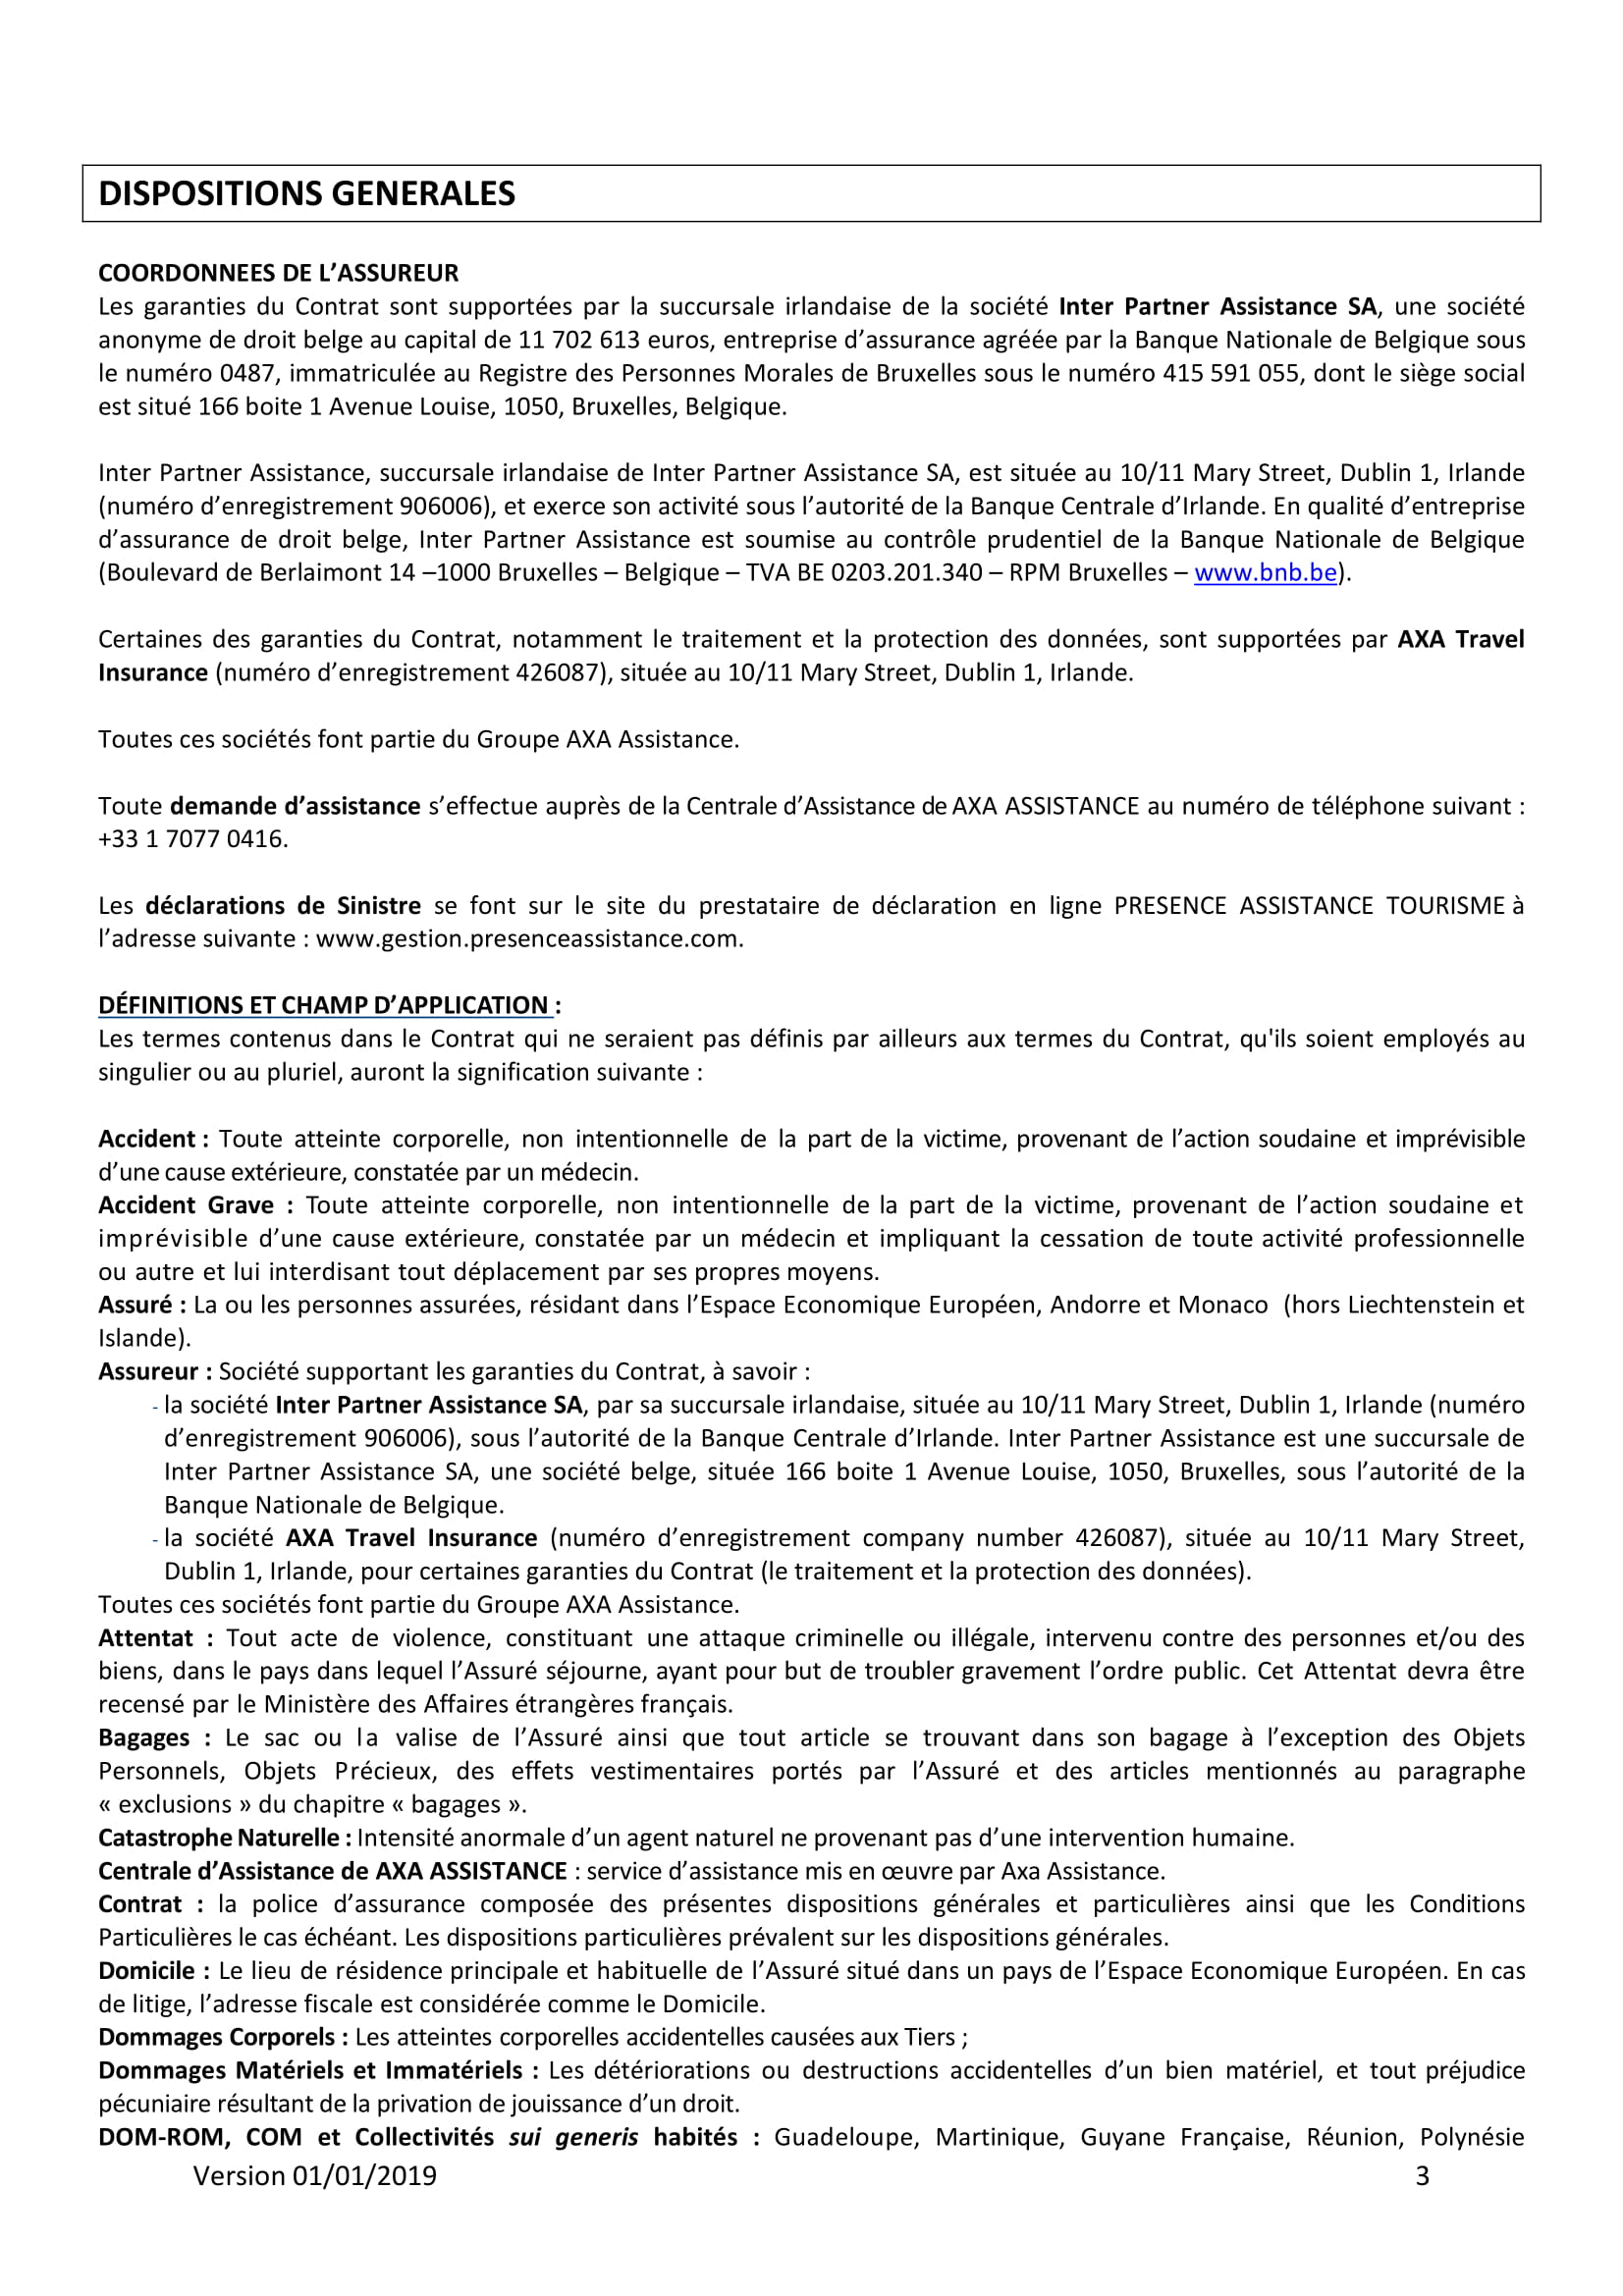 DISPOSITIONS GENERALES
COORDONNEES DE L’ASSUREUR
Les garanties du Contrat sont supportées par la succursale irlandaise de la société Inter Partner Assistance SA, une société
anonyme de droit belge au capital de 11 702 613 euros, entreprise d’assurance agréée par la Banque Nationale de Belgique sous
le numéro 0487, immatriculée au Registre des Personnes Morales de Bruxelles sous le numéro 415 591 055, dont le siège social
est situé 166 boite 1 Avenue Louise, 1050, Bruxelles, Belgique.
Inter Partner Assistance, succursale irlandaise de Inter Partner Assistance SA, est située au 10/11 Mary Street, Dublin 1, Irlande
(numéro d’enregistrement 906006), et exerce son activité sous l’autorité de la Banque Centrale d’Irlande. En qualité d’entreprise
d’assurance de droit belge, Inter Partner Assistance est soumise au contrôle prudentiel de la Banque Nationale de Belgique
(Boulevard de Berlaimont 14 –1000 Bruxelles – Belgique – TVA BE 0203.201.340 – RPM Bruxelles – www.bnb.be).
Certaines des garanties du Contrat, notamment le traitement et la protection des données, sont supportées par AXA Travel
Insurance (numéro d’enregistrement 426087), située au 10/11 Mary Street, Dublin 1, Irlande.
Toutes ces sociétés font partie du Groupe AXA Assistance.
Toute demande d’assistance s’effectue auprès de la Centrale d’Assistance de AXA ASSISTANCE au numéro de téléphone suivant :
+33 1 7077 0416.
Les déclarations de Sinistre se font sur le site du prestataire de déclaration en ligne PRESENCE ASSISTANCE TOURISME à
l’adresse suivante : www.gestion.presenceassistance.com.
DÉFINITIONS ET CHAMP D’APPLICATION :
Les termes contenus dans le Contrat qui ne seraient pas définis par ailleurs aux termes du Contrat, qu'ils soient employés au
singulier ou au pluriel, auront la signification suivante :
Accident : Toute atteinte corporelle, non intentionnelle de la part de la victime, provenant de l’action soudaine et imprévisible
d’une cause extérieure, constatée par un médecin.
Accident Grave : Toute atteinte corporelle, non intentionnelle de la part de la victime, provenant de l’action soudaine et
imprévisible d’une cause extérieure, constatée par un médecin et impliquant la cessation de toute activité professionnelle
ou autre et lui interdisant tout déplacement par ses propres moyens.
Assuré : La ou les personnes assurées, résidant dans l’Espace Economique Européen, Andorre et Monaco (hors Liechtenstein et
Islande).
Assureur : Société supportant les garanties du Contrat, à savoir :
- la société Inter Partner Assistance SA, par sa succursale irlandaise, située au 10/11 Mary Street, Dublin 1, Irlande (numéro
d’enregistrement 906006), sous l’autorité de la Banque Centrale d’Irlande. Inter Partner Assistance est une succursale de
Inter Partner Assistance SA, une société belge, située 166 boite 1 Avenue Louise, 1050, Bruxelles, sous l’autorité de la
Banque Nationale de Belgique.
- la société AXA Travel Insurance (numéro d’enregistrement company number 426087), située au 10/11 Mary Street,
Dublin 1, Irlande, pour certaines garanties du Contrat (le traitement et la protection des données).
Toutes ces sociétés font partie du Groupe AXA Assistance.
Attentat : Tout acte de violence, constituant une attaque criminelle ou illégale, intervenu contre des personnes et/ou des
biens, dans le pays dans lequel l’Assuré séjourne, ayant pour but de troubler gravement l’ordre public. Cet Attentat devra être
recensé par le Ministère des Affaires étrangères français.
Bagages : Le sac ou la valise de l’Assuré ainsi que tout article se trouvant dans son bagage à l’exception des Objets
Personnels, Objets Précieux, des effets vestimentaires portés par l’Assuré et des articles mentionnés au paragraphe
« exclusions » du chapitre « bagages ».
Catastrophe Naturelle : Intensité anormale d’un agent naturel ne provenant pas d’une intervention humaine.
Centrale d’Assistance de AXA ASSISTANCE : service d’assistance mis en œuvre par Axa Assistance.
Contrat : la police d’assurance composée des présentes dispositions générales et particulières ainsi que les Conditions
Particulières le cas échéant. Les dispositions particulières prévalent sur les dispositions générales.
Domicile : Le lieu de résidence principale et habituelle de l’Assuré situé dans un pays de l’Espace Economique Européen. En cas
de litige, l’adresse fiscale est considérée comme le Domicile.
Dommages Corporels : Les atteintes corporelles accidentelles causées aux Tiers ;
Dommages Matériels et Immatériels : Les détériorations ou destructions accidentelles d’un bien matériel, et tout préjudice
pécuniaire résultant de la privation de jouissance d’un droit.
DOM-ROM, COM et Collectivités sui generis habités : Guadeloupe, Martinique, Guyane Française, Réunion, Polynésie
Version 01/01/2019 3